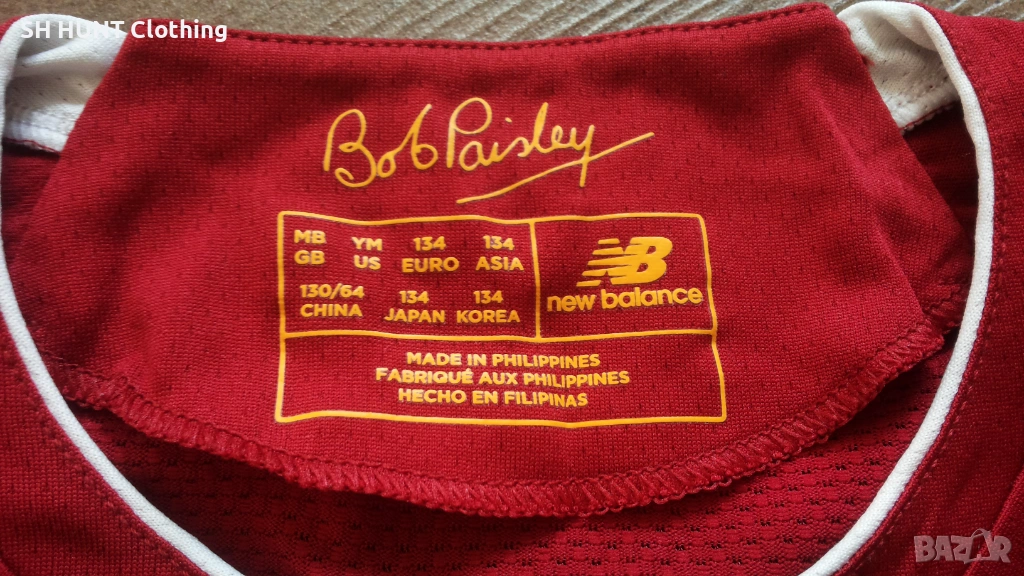 SH HUNT Clothing
Bob Paisley
MB YM 134 134
GB US EURO ASIA
130/64 134 134
CHINA JAPAN KOREA
NB
new balance
MADE IN PHILIPPINES
FABRIQUÉ AUX PHILIPPINES
HECHO EN FILIPINAS
BAZAR